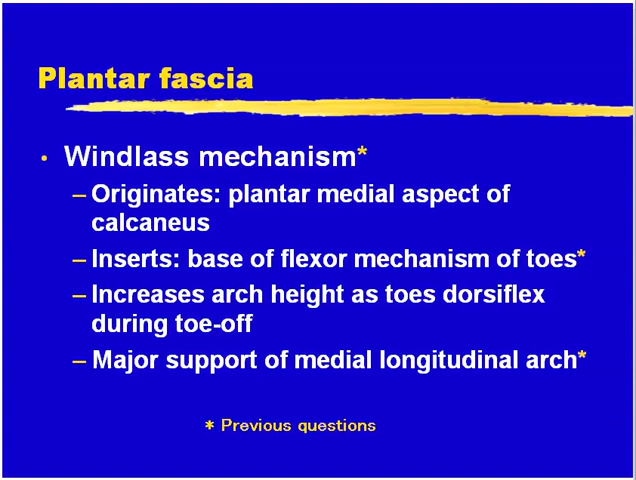 Plantar fascia
• Windlass mechanism*
– Originates: plantar medial aspect of
calcaneus
– Inserts: base of flexor mechanism of toes*
– Increases arch height as toes dorsiflex
during toe-off
– Major support of medial longitudinal arch*
* Previous questions